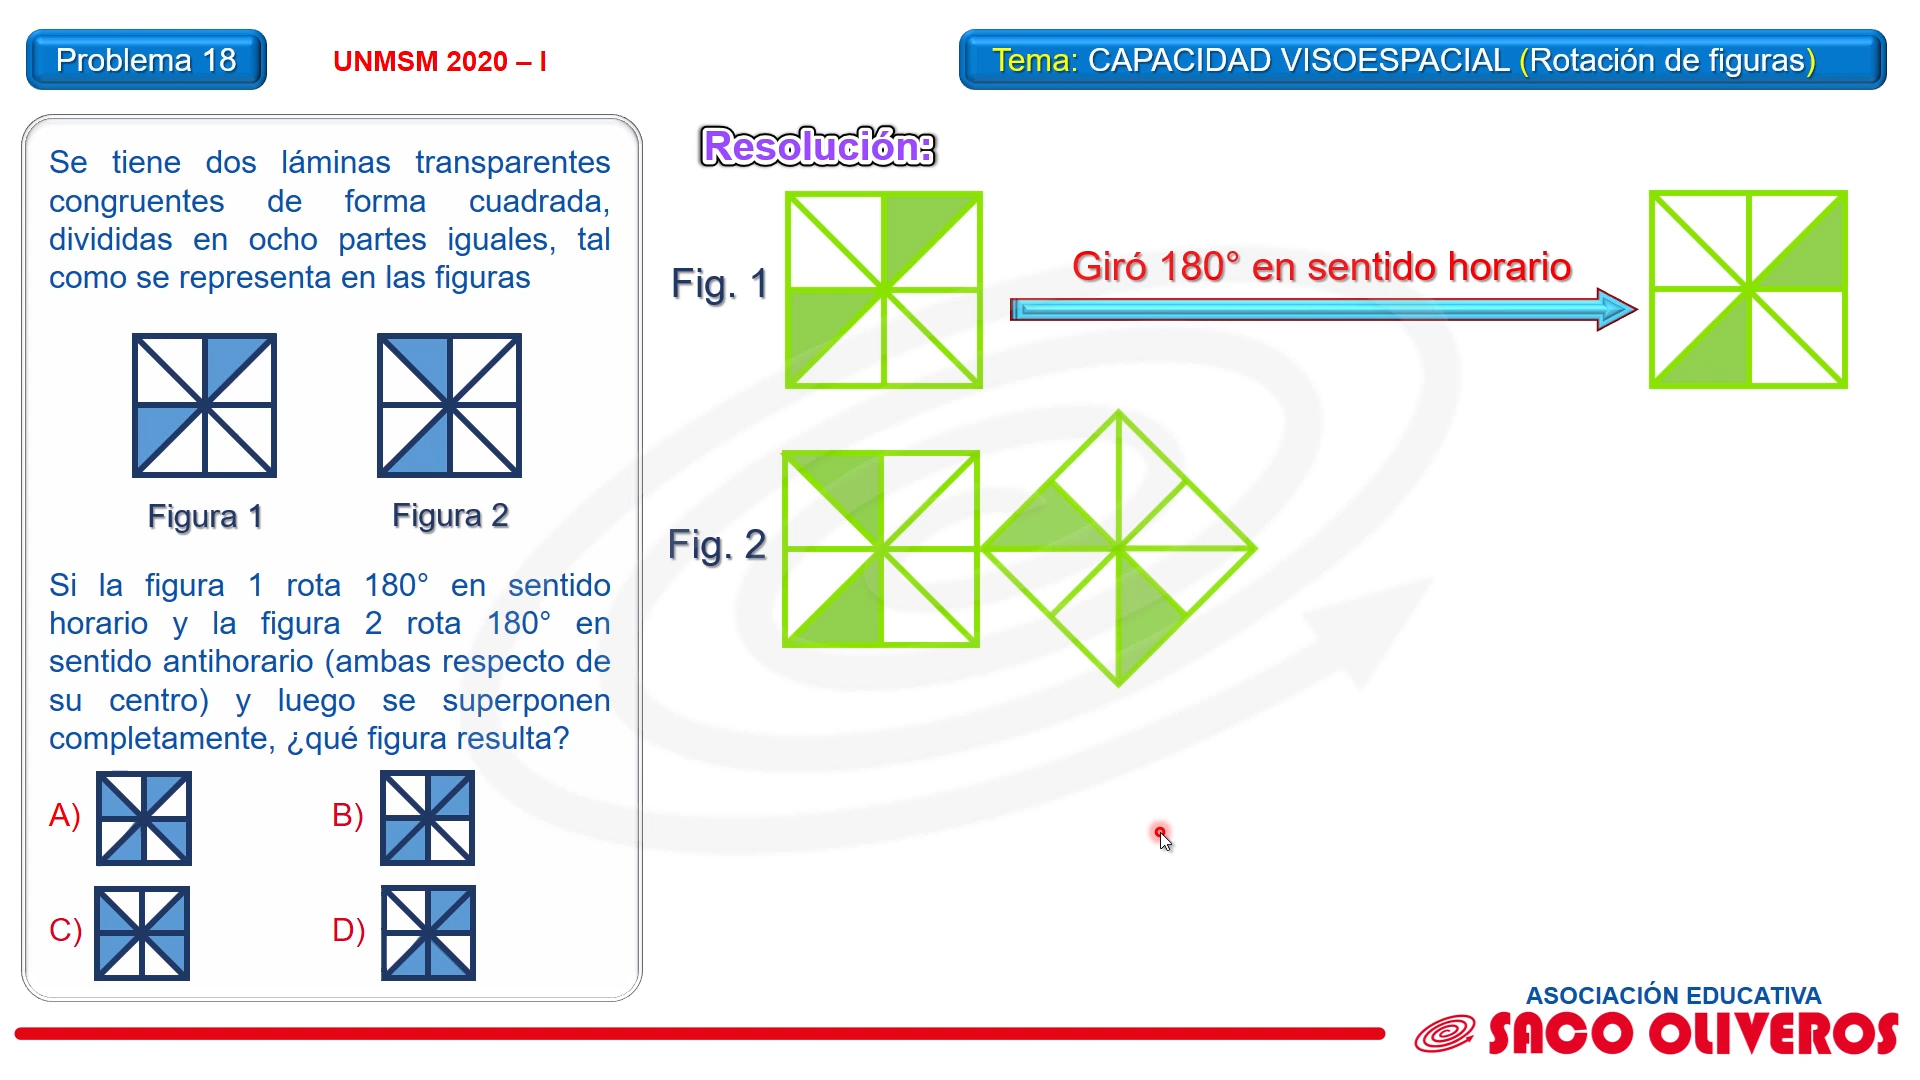 Problema 18
UNMSM 2020 – I
Tema: CAPACIDAD VISOESPACIAL (Rotación de figuras)
Se tiene dos láminas transparentes
congruentes de forma cuadrada,
divididas en ocho partes iguales, tal
como se representa en las figuras
Figura 1
Figura 2
Si la figura 1 rota 180° en sentido
horario y la figura 2 rota 180° en
sentido antihorario (ambas respecto de
su centro) y luego se superponen
completamente, ¿qué figura resulta?
A)
B)
C)
D)
Resolución:
Fig. 1
Giró 180° en sentido horario
Fig. 2
ASOCIACIÓN EDUCATIVA
SACO OLIVEROS